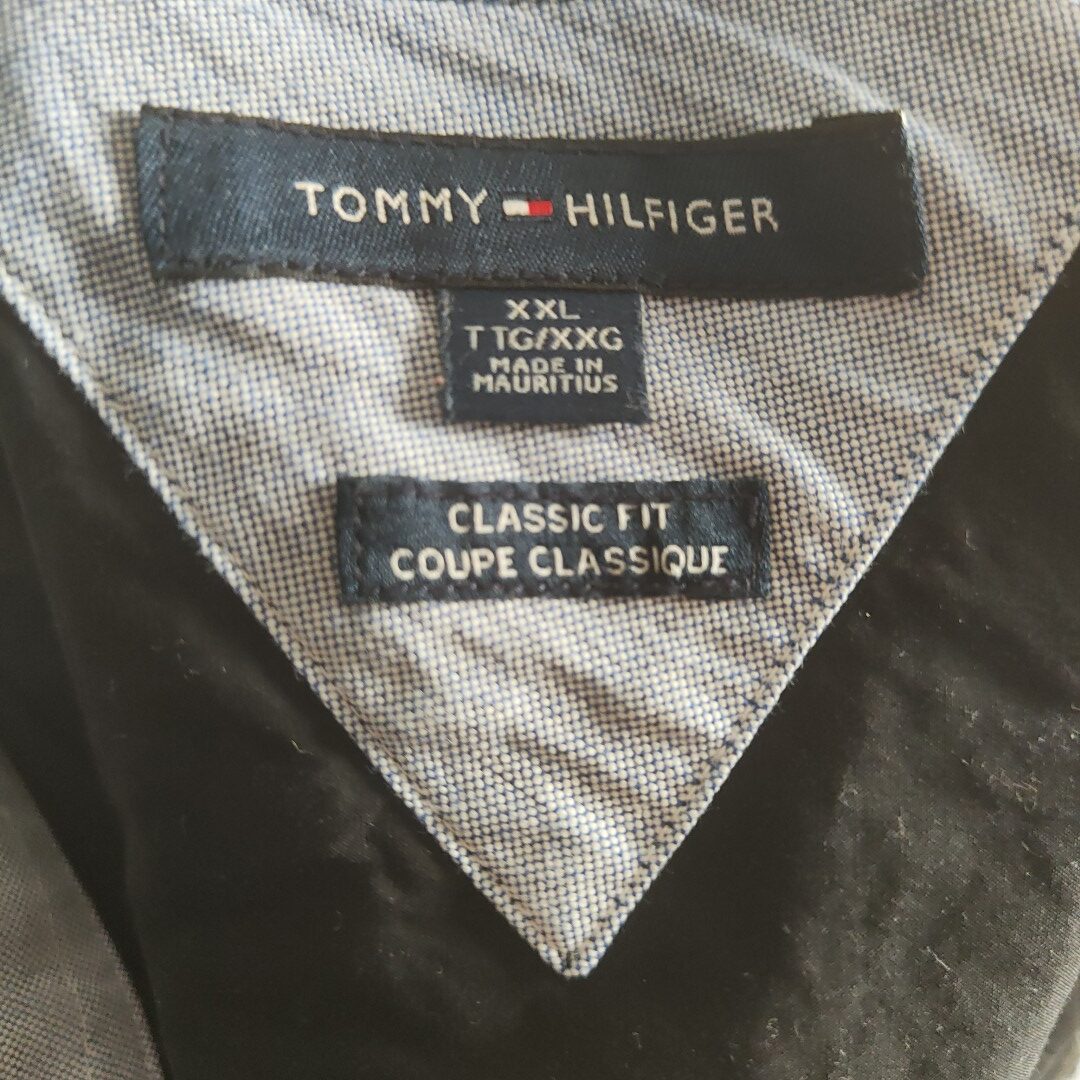 TOMMY HILFIGER
XXL
TTG/XXG
MADE IN
MAURITIUS
CLASSIC FIT
COUPE CLASSIQUE